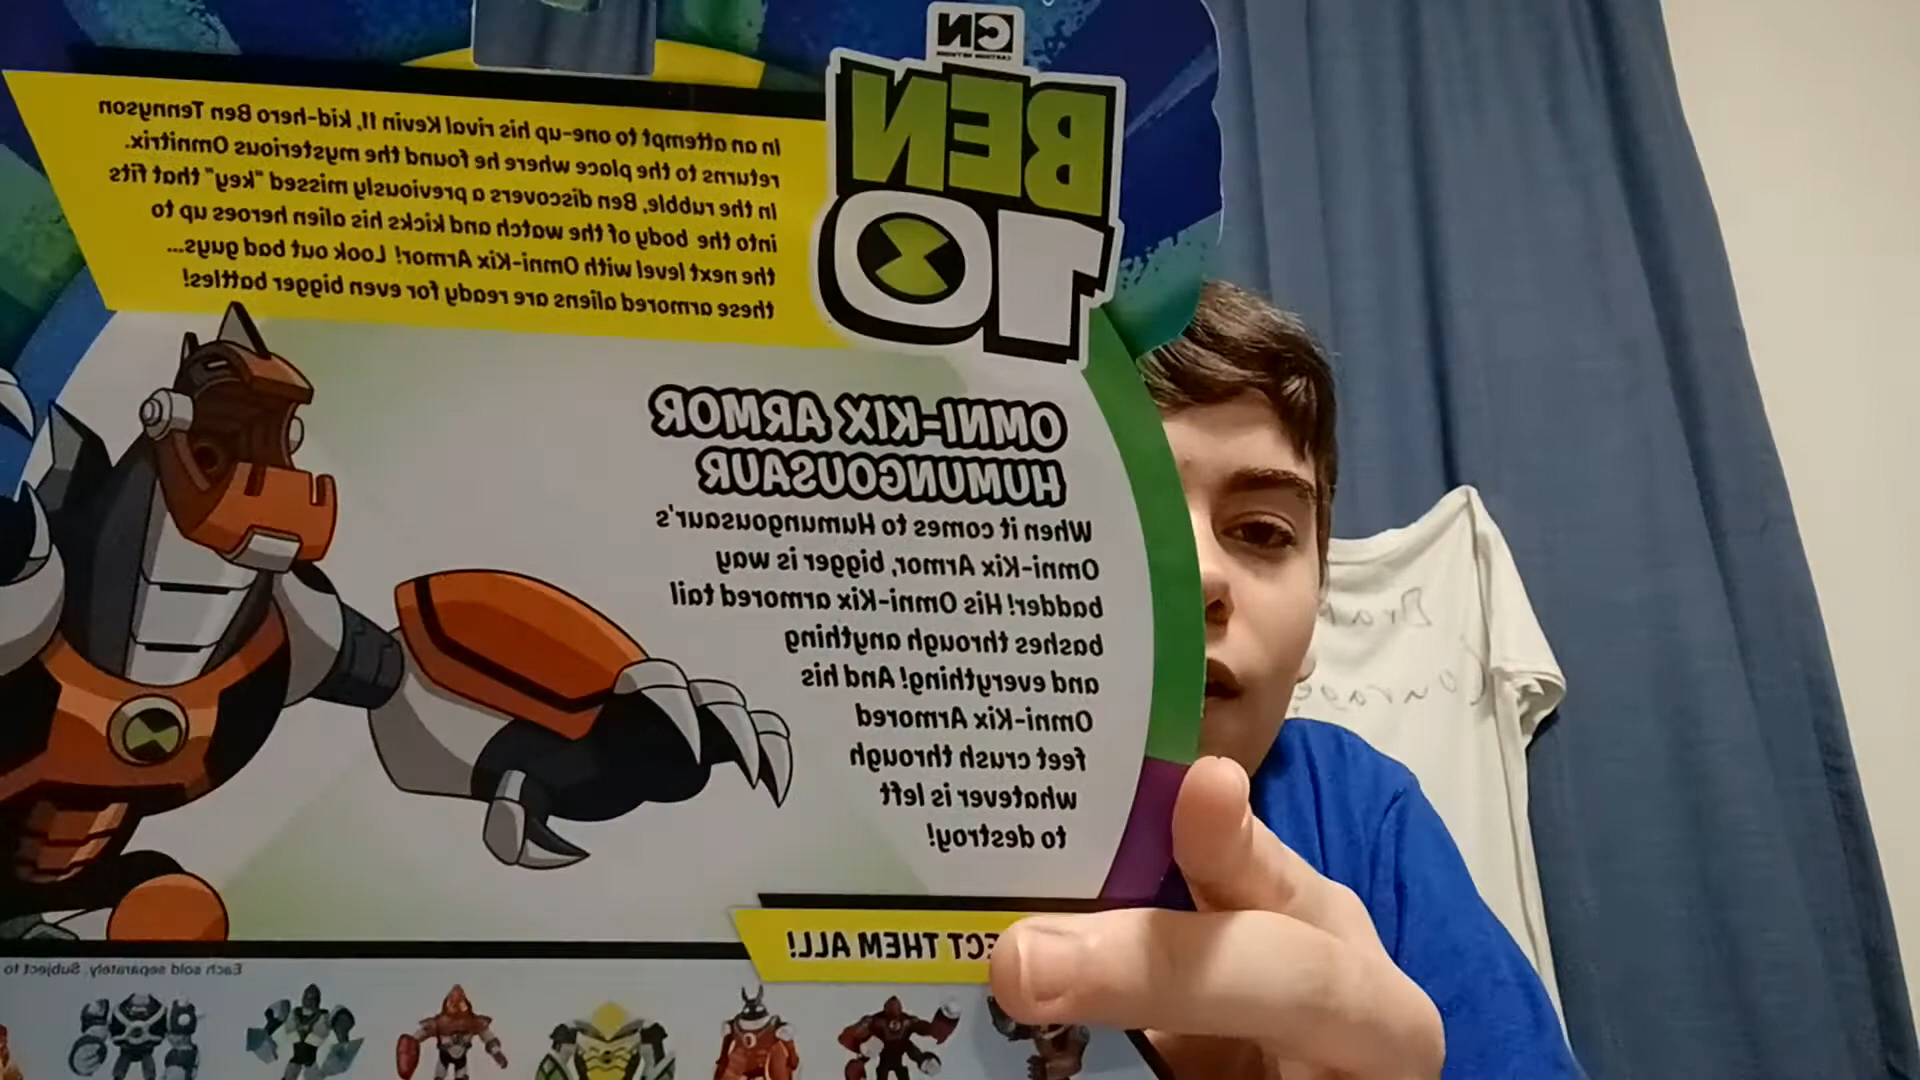 CN
CARTOON NETWORK
BEN
10
In an attempt to one-up his rival Kevin 11, kid-hero Ben Tennyson
returns to the place where he found the mysterious Omnitrix.
In the rubble, Ben discovers a previously missed "key" that fits
into the body of the watch and kicks his alien heroes up to
the next level with Omni-Kix Armor! Look out bad guys...
these armored aliens are ready for even bigger battles!
OMNI-KIX ARMOR
HUMUNGOUSAUR
When it comes to Humungousaur's
Omni-Kix Armor, bigger is way
badder! His Omni-Kix armored tail
bashes through anything
and everything! And his
Omni-Kix Armored
feet crush through
whatever is left
to destroy!
ECT THEM ALL!
Each sold separately. Subject to
Courage